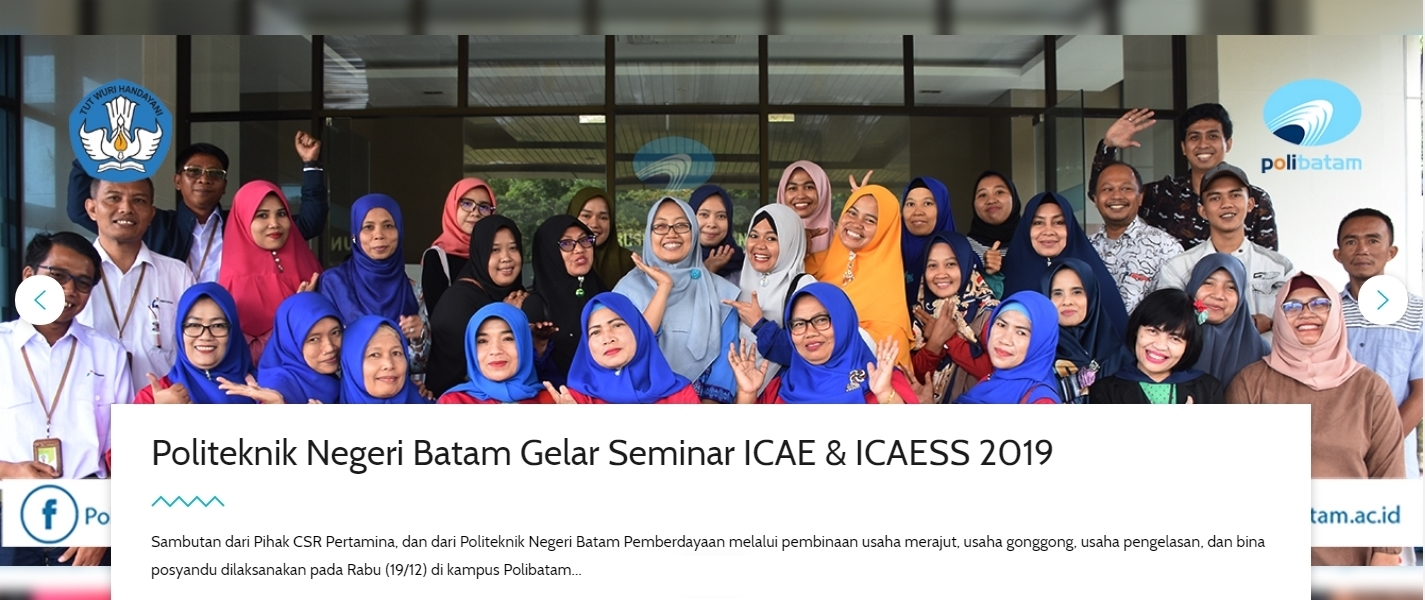 TUT WURI HANDAYANI
polibatam
Politeknik Negeri Batam Gelar Seminar ICAE & ICAESS 2019
f Po
tam.ac.id
Sambutan dari Pihak CSR Pertamina, dan dari Politeknik Negeri Batam Pemberdayaan melalui pembinaan usaha merajut, usaha gonggong, usaha pengelasan, dan bina
posyandu dilaksanakan pada Rabu (19/12) di kampus Polibatam...